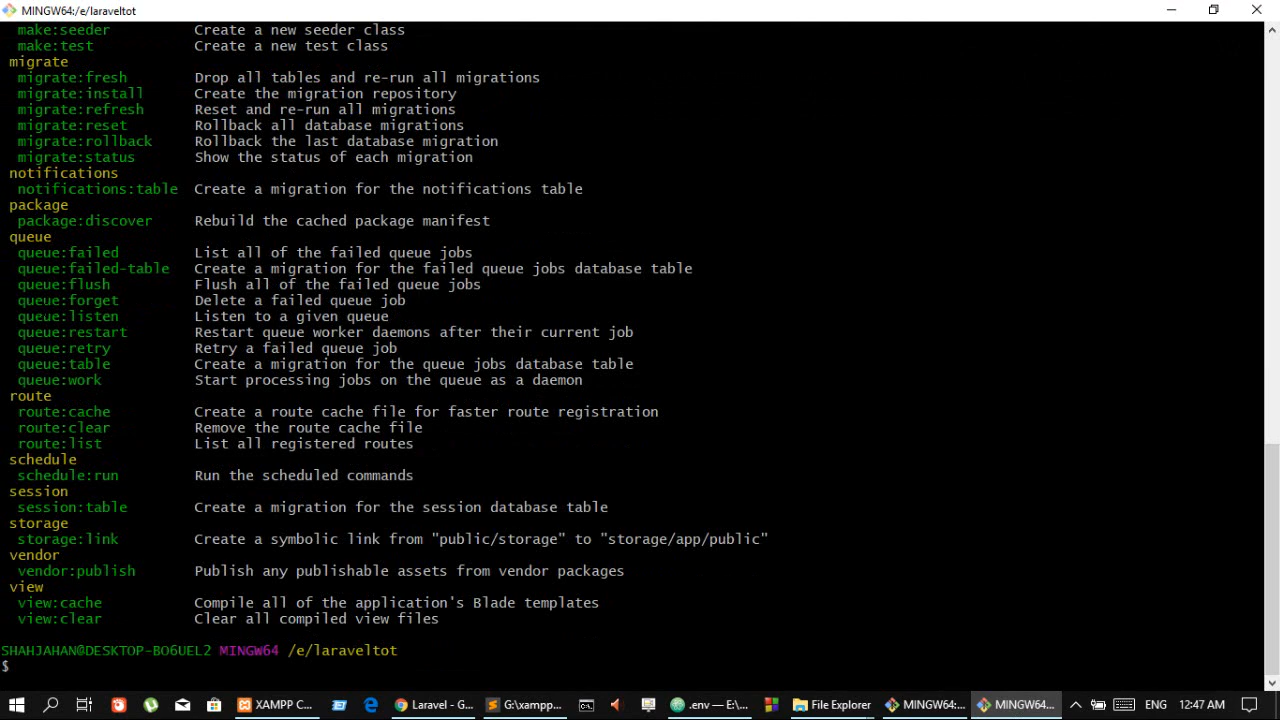 MINGW64:/e/laraveltot
make:seeder Create a new seeder class
make:test Create a new test class
migrate
migrate:fresh Drop all tables and re-run all migrations
migrate:install Create the migration repository
migrate:refresh Reset and re-run all migrations
migrate:reset Rollback all database migrations
migrate:rollback Rollback the last database migration
migrate:status Show the status of each migration
notifications
notifications:table Create a migration for the notifications table
package
package:discover Rebuild the cached package manifest
queue
queue:failed List all of the failed queue jobs
queue:failed-table Create a migration for the failed queue jobs database table
queue:flush Flush all of the failed queue jobs
queue:forget Delete a failed queue job
queue:listen Listen to a given queue
queue:restart Restart queue worker daemons after their current job
queue:retry Retry a failed queue job
queue:table Create a migration for the queue jobs database table
queue:work Start processing jobs on the queue as a daemon
route
route:cache Create a route cache file for faster route registration
route:clear Remove the route cache file
route:list List all registered routes
schedule
schedule:run Run the scheduled commands
session
session:table Create a migration for the session database table
storage
storage:link Create a symbolic link from "public/storage" to "storage/app/public"
vendor
vendor:publish Publish any publishable assets from vendor packages
view
view:cache Compile all of the application's Blade templates
view:clear Clear all compiled view files
SHAHJAHAN@DESKTOP-BO6UEL2 MINGW64 /e/laraveltot
$
XAMPP C... Laravel - G... G:\xampp... .env — E:\... File Explorer MINGW64:... MINGW64... ENG 12:47 AM